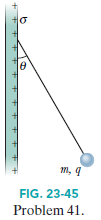 σ
θ
m, q
FIG. 23-45
Problem 41.